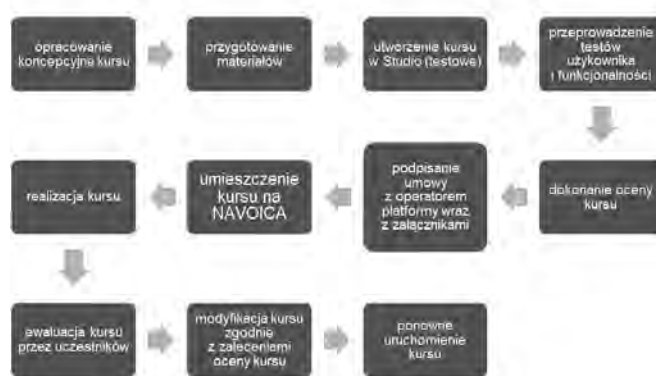 opracowanie
koncepcyjne kursu
przygotowanie
materiałów
utworzenie kursu
w Studio (testowe)
przeprowadzenie
testów
użytkownika
i funkcjonalności
dokonanie oceny
kursu
podpisanie
umowy
z operatorem
platformy wraz
z załącznikami
umieszczenie
kursu na
NAVOICA
realizacja kursu
ewaluacja kursu
przez uczestników
modyfikacja kursu
zgodnie
z zaleceniami
oceny kursu
ponowne
uruchomienie
kursu